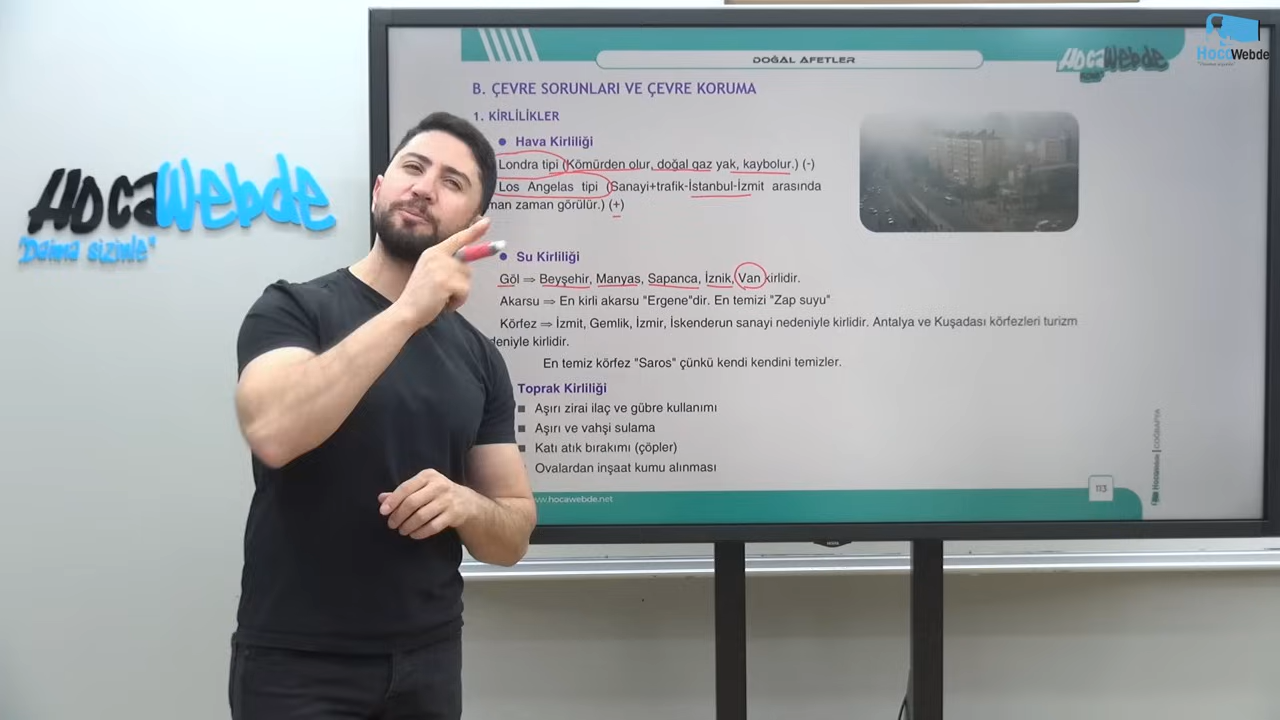 HocaWebde
"Daima sizinle"
DOĞAL AFETLER
HocaWebde
HocaWebde
B. ÇEVRE SORUNLARI VE ÇEVRE KORUMA
1. KİRLİLİKLER
● Hava Kirliliği
Londra tipi (Kömürden olur, doğal gaz yak, kaybolur.) (-)
Los Angelas tipi (Sanayi+trafik-İstanbul-İzmit arasında
man zaman görülür.) (+)
● Su Kirliliği
Göl ⇒ Beyşehir, Manyas, Sapanca, İznik, Van kirlidir.
Akarsu ⇒ En kirli akarsu "Ergene"dir. En temizi "Zap suyu"
Körfez ⇒ İzmit, Gemlik, İzmir, İskenderun sanayi nedeniyle kirlidir. Antalya ve Kuşadası körfezleri turizm
deniyle kirlidir.
En temiz körfez "Saros" çünkü kendi kendini temizler.
Toprak Kirliliği
■ Aşırı zirai ilaç ve gübre kullanımı
■ Aşırı ve vahşi sulama
■ Katı atık bırakımı (çöpler)
Ovalardan inşaat kumu alınması
www.hocawebde.net
113
HocaWebde | COĞRAFYA